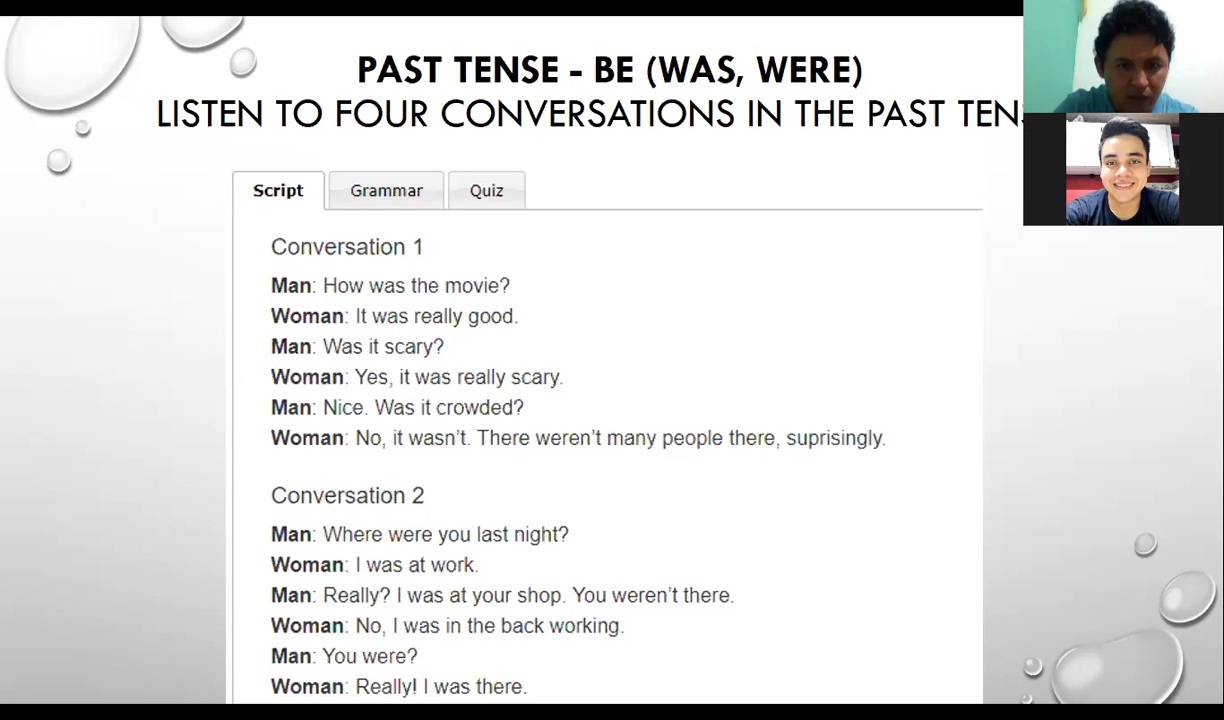 PAST TENSE - BE (WAS, WERE)
LISTEN TO FOUR CONVERSATIONS IN THE PAST TEN
Script Grammar Quiz
Conversation 1
Man: How was the movie?
Woman: It was really good.
Man: Was it scary?
Woman: Yes, it was really scary.
Man: Nice. Was it crowded?
Woman: No, it wasn't. There weren't many people there, suprisingly.
Conversation 2
Man: Where were you last night?
Woman: I was at work.
Man: Really? I was at your shop. You weren't there.
Woman: No, I was in the back working.
Man: You were?
Woman: Really! I was there.